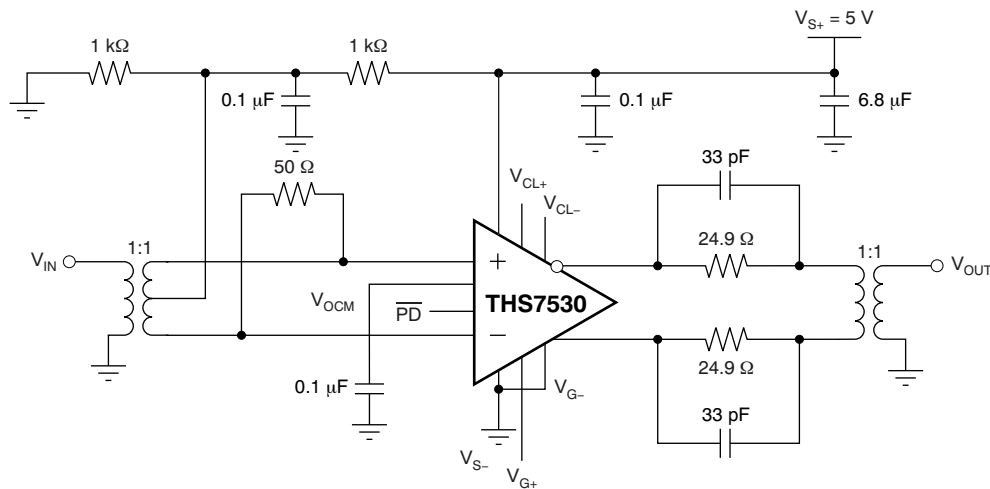 V_S+ = 5 V
1 kΩ
1 kΩ
0.1 µF
0.1 µF
6.8 µF
50 Ω
33 pF
V_CL+
V_CL−
24.9 Ω
1:1
1:1
V_IN
+
V_OUT
V_OCM
THS7530
P̅D̅
−
24.9 Ω
0.1 µF
V_G−
33 pF
V_S−
V_G+